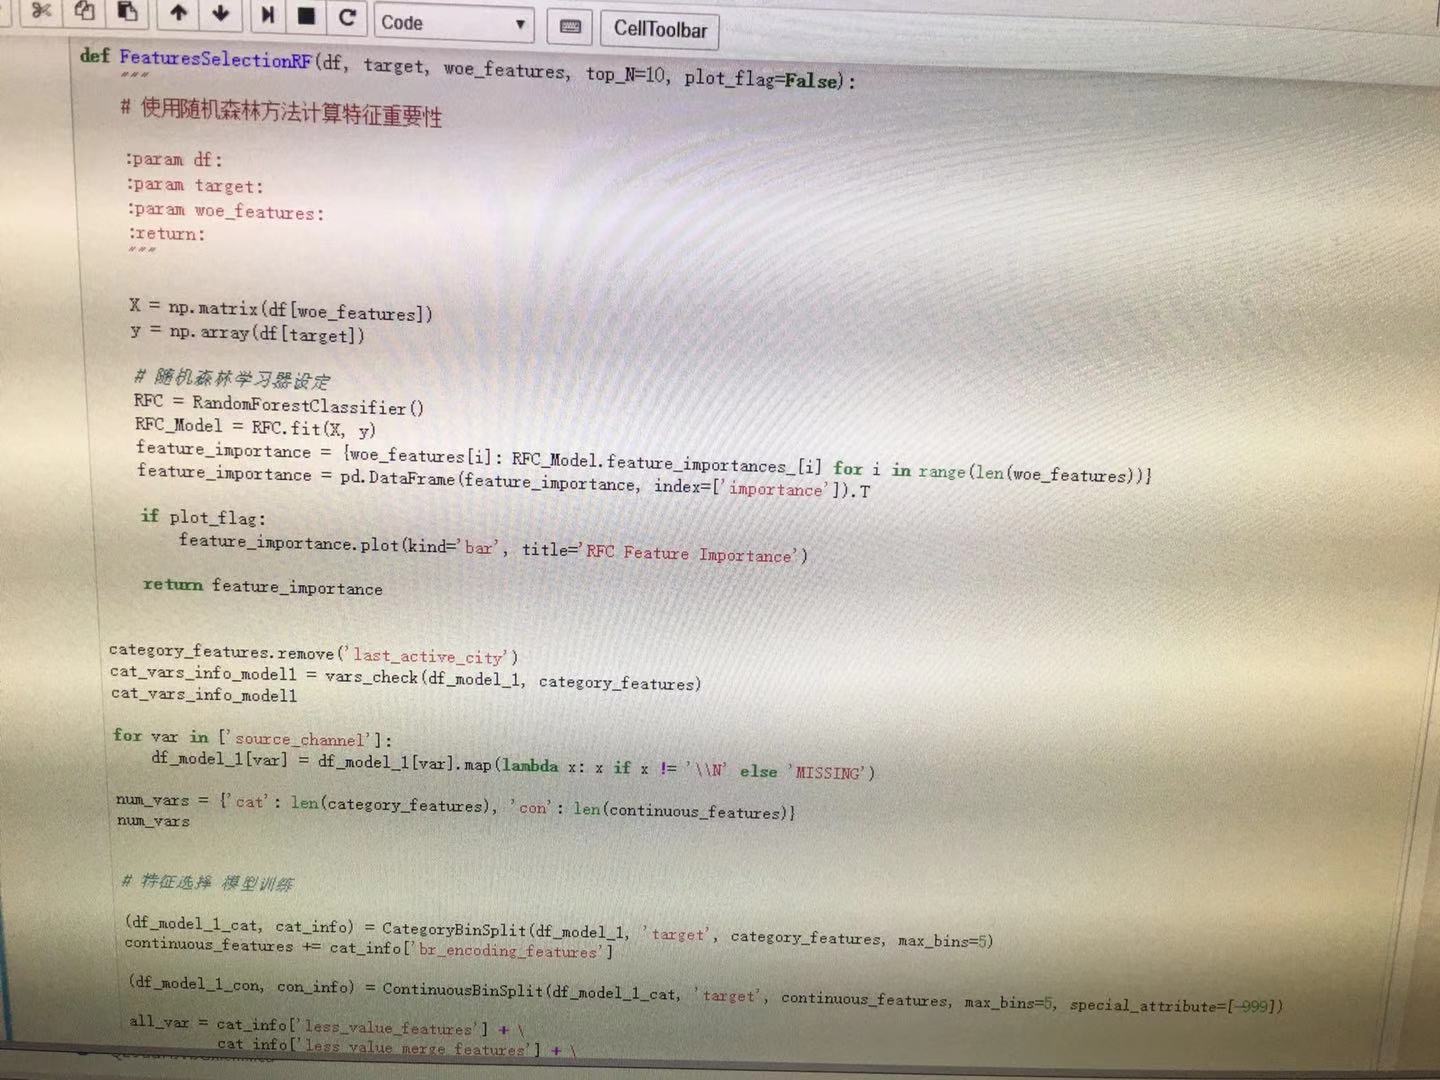 Code
CellToolbar
def FeaturesSelectionRF(df, target, woe_features, top_N=10, plot_flag=False):
"""
# 使用随机森林方法计算特征重要性
:param df:
:param target:
:param woe_features:
:return:
"""
X = np.matrix(df[woe_features])
y = np.array(df[target])
# 随机森林学习器设定
RFC = RandomForestClassifier()
RFC_Model = RFC.fit(X, y)
feature_importance = {woe_features[i]: RFC_Model.feature_importances_[i] for i in range(len(woe_features))}
feature_importance = pd.DataFrame(feature_importance, index=['importance']).T
if plot_flag:
feature_importance.plot(kind='bar', title='RFC Feature Importance')
return feature_importance
category_features.remove('last_active_city')
cat_vars_info_model1 = vars_check(df_model_1, category_features)
cat_vars_info_model1
for var in ['source_channel']:
df_model_1[var] = df_model_1[var].map(lambda x: x if x != '\\N' else 'MISSING')
num_vars = {'cat': len(category_features), 'con': len(continuous_features)}
num_vars
# 特征选择 模型训练
(df_model_1_cat, cat_info) = CategoryBinSplit(df_model_1, 'target', category_features, max_bins=5)
continuous_features += cat_info['br_encoding_features']
(df_model_1_con, con_info) = ContinuousBinSplit(df_model_1_cat, 'target', continuous_features, max_bins=5, special_attribute=[-999])
all_var = cat_info['less_value_features'] + \
cat_info['less_value_merge_features'] + \